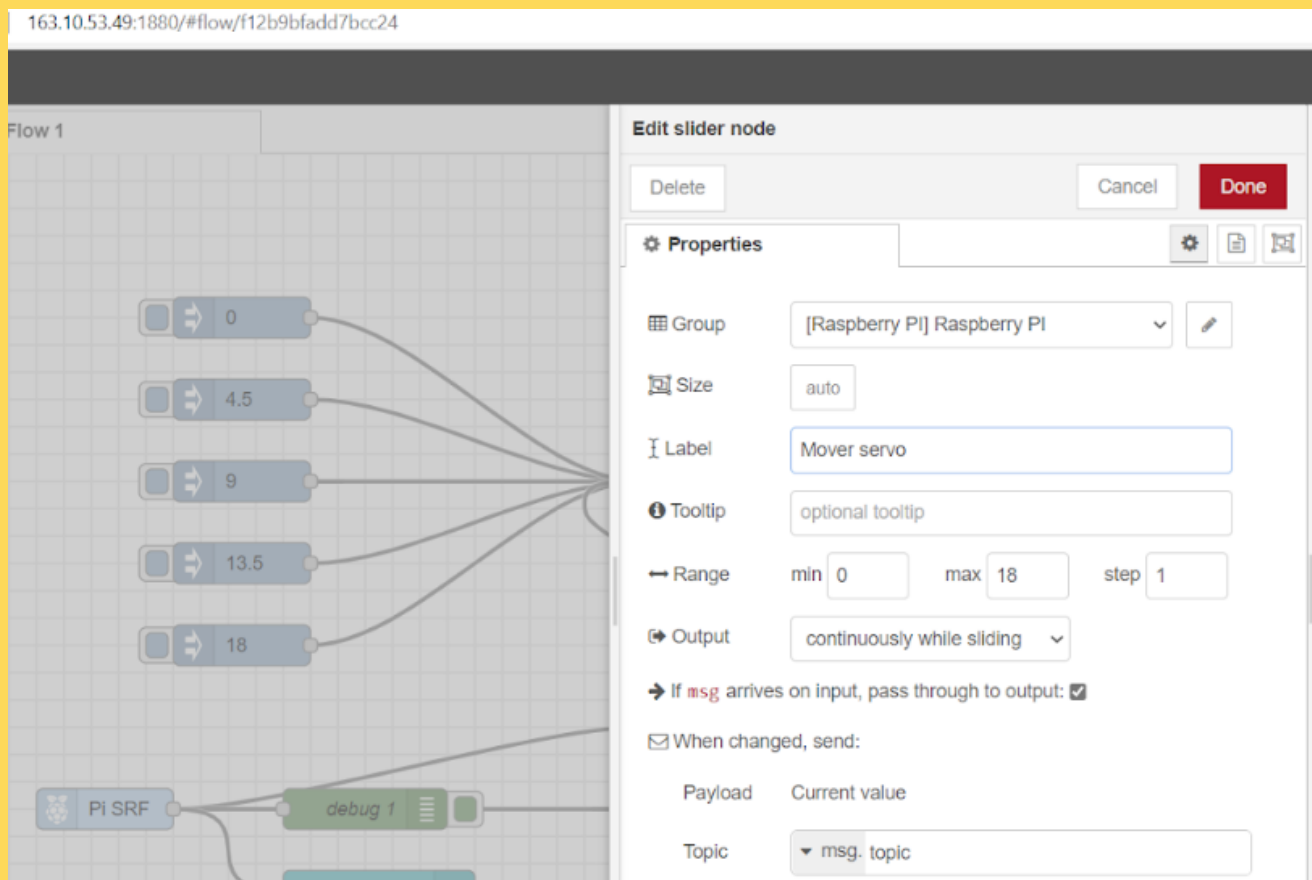 163.10.53.49:1880/#flow/f12b9bfadd7bcc24
Flow 1
Edit slider node
Delete
Cancel
Done
Properties
0
4.5
9
13.5
18
Pi SRF
debug 1
Group
[Raspberry PI] Raspberry PI
Size
auto
Label
Mover servo
Tooltip
optional tooltip
Range
min 0
max 18
step 1
Output
continuously while sliding
If msg arrives on input, pass through to output:
When changed, send:
Payload
Current value
Topic
msg. topic